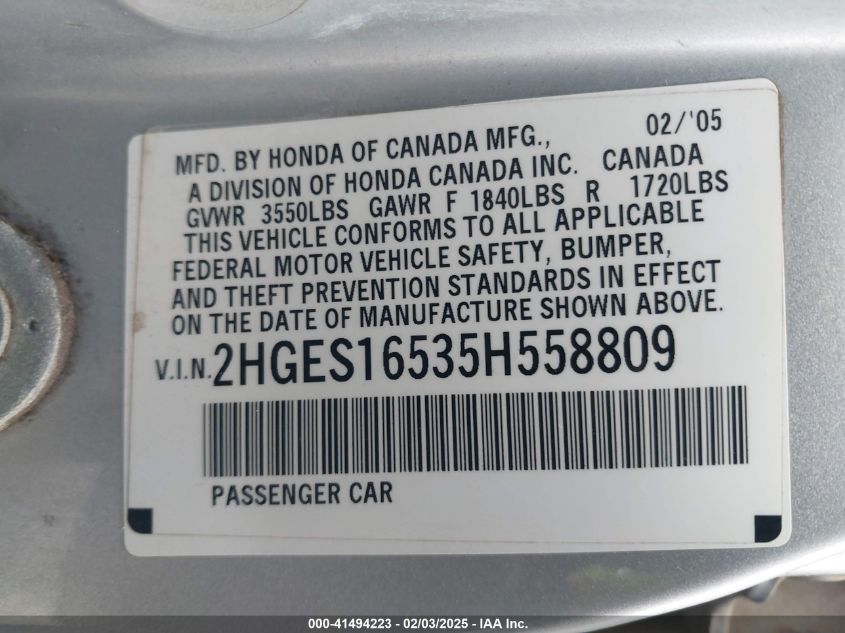 MFD. BY HONDA OF CANADA MFG., 02/'05
A DIVISION OF HONDA CANADA INC. CANADA
GVWR 3550LBS GAWR F 1840LBS R 1720LBS
THIS VEHICLE CONFORMS TO ALL APPLICABLE
FEDERAL MOTOR VEHICLE SAFETY, BUMPER,
AND THEFT PREVENTION STANDARDS IN EFFECT
ON THE DATE OF MANUFACTURE SHOWN ABOVE.
V.I.N. 2HGES16535H558809
PASSENGER CAR
000-41494223 - 02/03/2025 - IAA Inc.